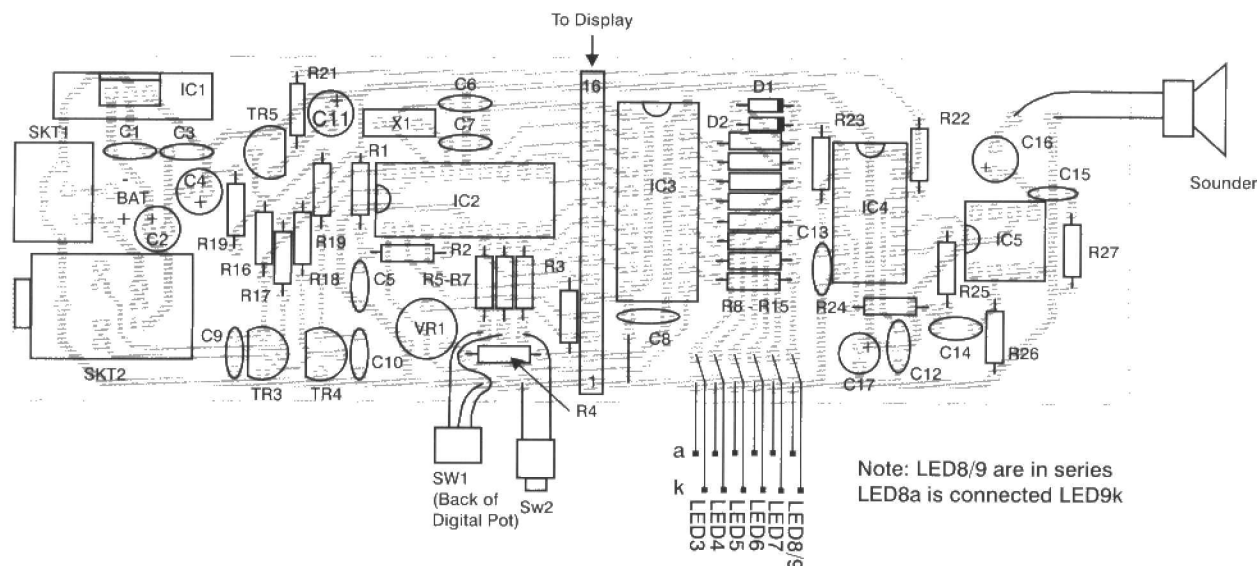 To Display
16
IC1
R21
C11
X1
C6
C7
D1
D2
SKT1
C1
C3
TR5
R1
R23
R22
C16
C15
Sounder
BAT
C4
C2
IC2
IC3
IC4
IC5
R19
R16
R17
R18
R19
C5
R2
R5-R7
R3
C13
R27
R25
R8 - R15
R24
SKT2
C9
TR3
TR4
C10
VR1
C8
C17
C12
C14
R26
1
R4
SW1
(Back of
Digital Pot)
Sw2
a
k
LED3
LED4
LED5
LED6
LED7
LED8/9
Note: LED8/9 are in series
LED8a is connected LED9k